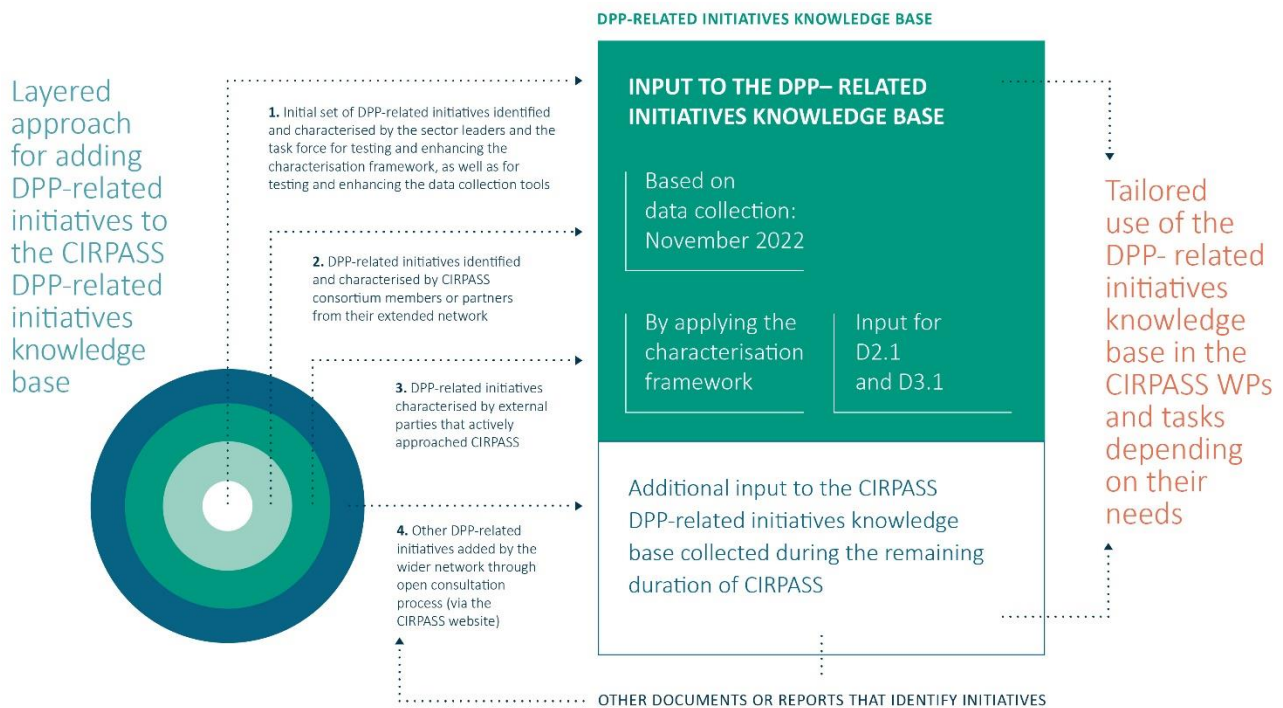 Layered
approach
for adding
DPP-related
initiatives to
the CIRPASS
DPP-related
initiatives
knowledge
base
1. Initial set of DPP-related initiatives identified
and characterised by the sector leaders and the
task force for testing and enhancing the
characterisation framework, as well as for
testing and enhancing the data collection tools
2. DPP-related initiatives identified
and characterised by CIRPASS
consortium members or partners
from their extended network
3. DPP-related initiatives
characterised by external
parties that actively
approached CIRPASS
4. Other DPP-related
initiatives added by the
wider network through
open consultation
process (via the
CIRPASS website)
DPP-RELATED INITIATIVES KNOWLEDGE BASE
INPUT TO THE DPP– RELATED
INITIATIVES KNOWLEDGE BASE
Based on
data collection:
November 2022
By applying the
characterisation
framework
Input for
D2.1
and D3.1
Additional input to the CIRPASS
DPP-related initiatives knowledge
base collected during the remaining
duration of CIRPASS
OTHER DOCUMENTS OR REPORTS THAT IDENTIFY INITIATIVES
Tailored
use of the
DPP- related
initiatives
knowledge
base in the
CIRPASS WPs
and tasks
depending
on their
needs